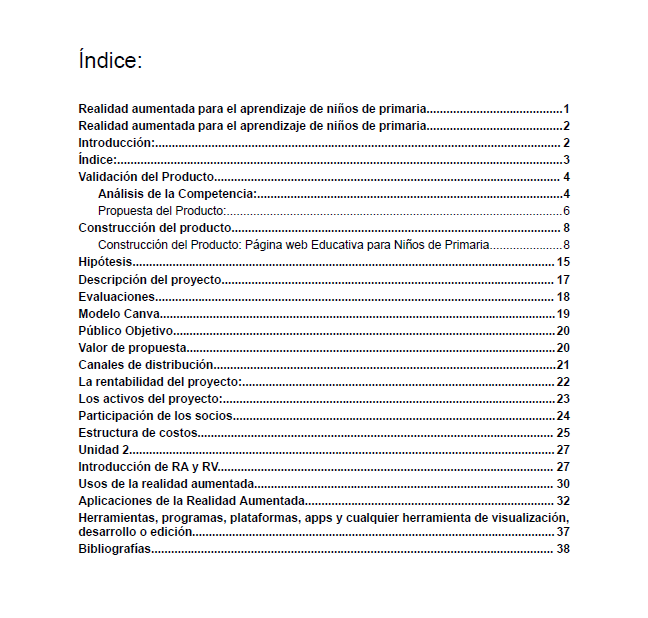 Índice:
Realidad aumentada para el aprendizaje de niños de primaria.........................................1
Realidad aumentada para el aprendizaje de niños de primaria.........................................2
Introducción:......................................................................................................................... 2
Índice:.....................................................................................................................................3
Validación del Producto........................................................................................................ 4
Análisis de la Competencia:............................................................................................4
Propuesta del Producto:....................................................................................................6
Construcción del producto................................................................................................... 8
Construcción del Producto: Página web Educativa para Niños de Primaria......................8
Hipótesis............................................................................................................................... 15
Descripción del proyecto.................................................................................................... 17
Evaluaciones........................................................................................................................ 18
Modelo Canva.......................................................................................................................19
Público Objetivo...................................................................................................................20
Valor de propuesta...............................................................................................................20
Canales de distribución.......................................................................................................21
La rentabilidad del proyecto:.............................................................................................. 22
Los activos del proyecto:....................................................................................................23
Participación de los socios.................................................................................................24
Estructura de costos........................................................................................................... 25
Unidad 2................................................................................................................................27
Introducción de RA y RV..................................................................................................... 27
Usos de la realidad aumentada.......................................................................................... 30
Aplicaciones de la Realidad Aumentada........................................................................... 32
Herramientas, programas, plataformas, apps y cualquier herramienta de visualización,
desarrollo o edición.............................................................................................................37
Bibliografías......................................................................................................................... 38